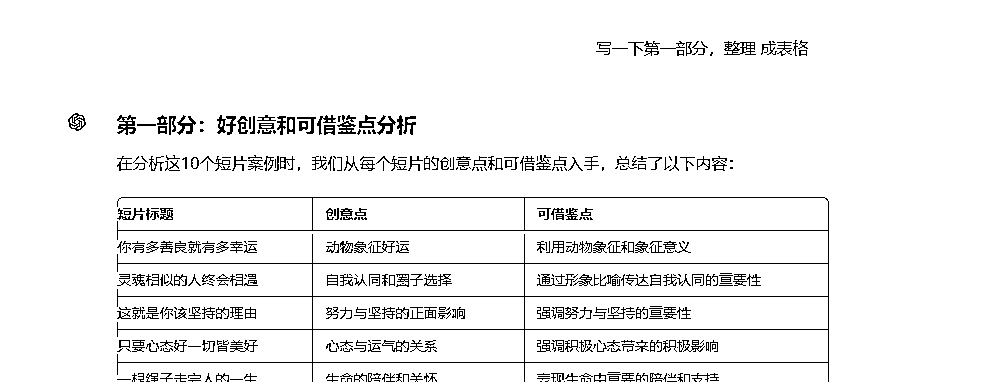 写一下第一部分，整理 成表格
第一部分：好创意和可借鉴点分析
在分析这10个短片案例时，我们从每个短片的创意点和可借鉴点入手，总结了以下内容：
短片标题 创意点 可借鉴点
你有多善良就有多幸运 动物象征好运 利用动物象征和象征意义
灵魂相似的人终会相遇 自我认同和圈子选择 通过形象比喻传达自我认同的重要性
这就是你该坚持的理由 努力与坚持的正面影响 强调努力与坚持的重要性
只要心态好一切皆美好 心态与运气的关系 强调积极心态带来的积极影响
一根绳子走完人的一生 生命的陪伴和关怀 表现生命中重要的陪伴和支持